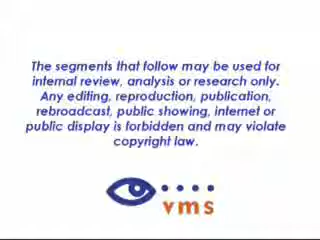 The segments that follow may be used for
internal review, analysis or research only.
Any editing, reproduction, publication,
rebroadcast, public showing, internet or
public display is forbidden and may violate
copyright law.
vms